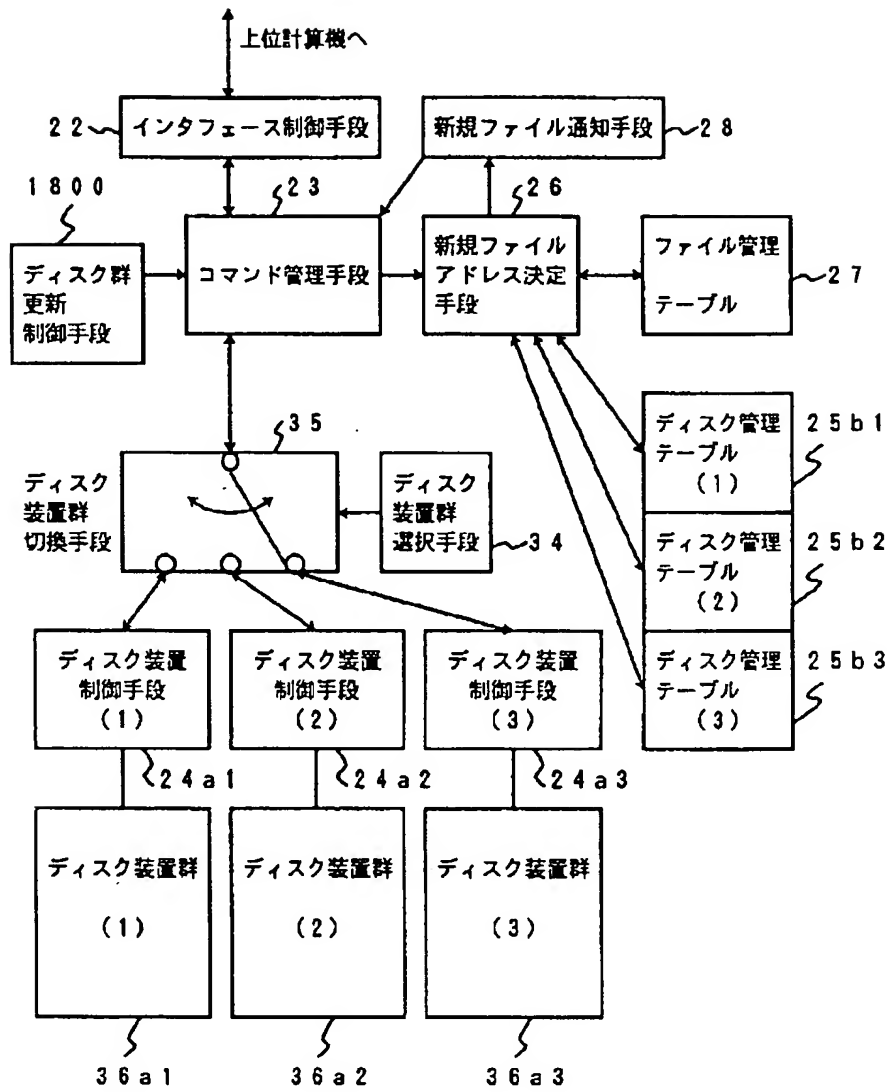 上位計算機へ
22
インタフェース制御手段
新規ファイル通知手段
28
1800
23
26
ディスク群
更新
制御手段
コマンド管理手段
新規ファイル
アドレス決定
手段
ファイル管理
テーブル
27
35
ディスク
装置群
切換手段
ディスク
装置群
選択手段
34
ディスク管理
テーブル
(1)
25b1
ディスク管理
テーブル
(2)
25b2
ディスク管理
テーブル
(3)
25b3
ディスク装置
制御手段
(1)
ディスク装置
制御手段
(2)
ディスク装置
制御手段
(3)
24a1
24a2
24a3
ディスク装置群
(1)
ディスク装置群
(2)
ディスク装置群
(3)
36a1
36a2
36a3